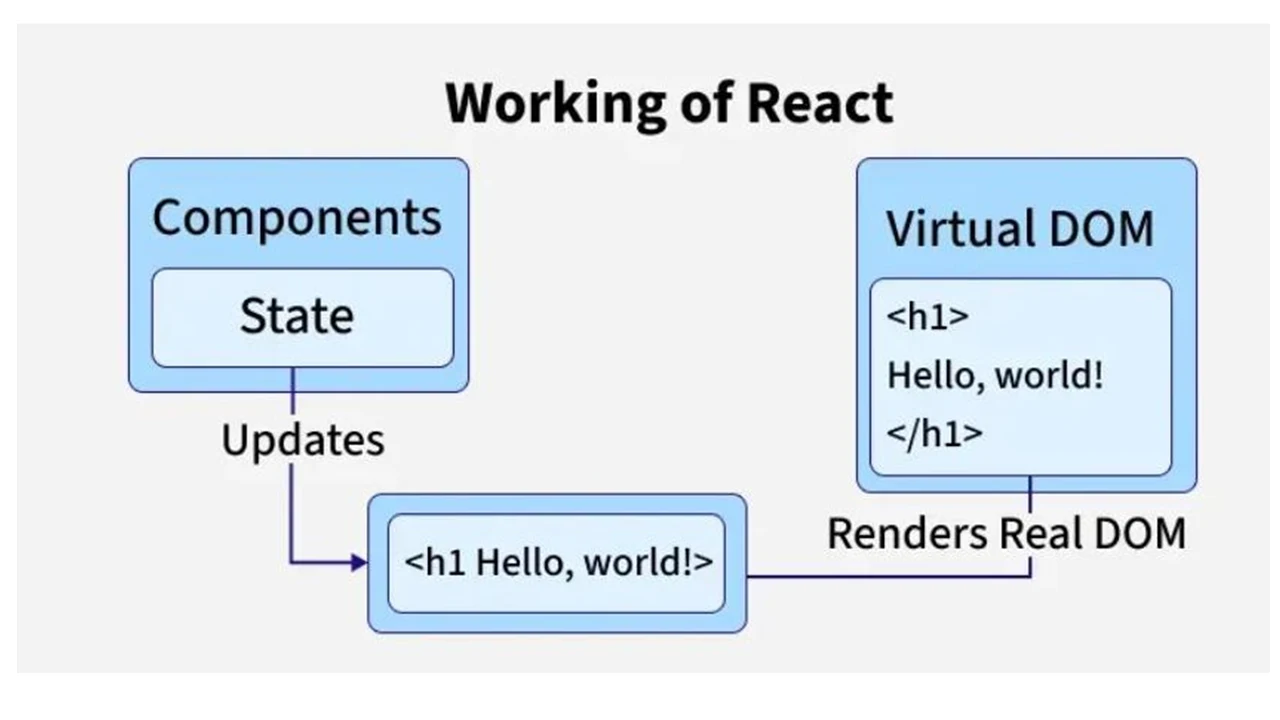 Working of React
Components
State
Updates
<h1 Hello, world!>
Virtual DOM
<h1>
Hello, world!
</h1>
Renders Real DOM